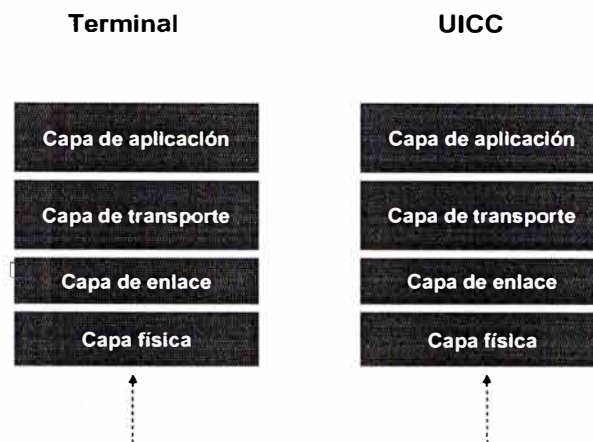 Terminal UICC
Capa de aplicación Capa de aplicación
Capa de transporte Capa de transporte
Capa de enlace Capa de enlace
Capa física Capa física